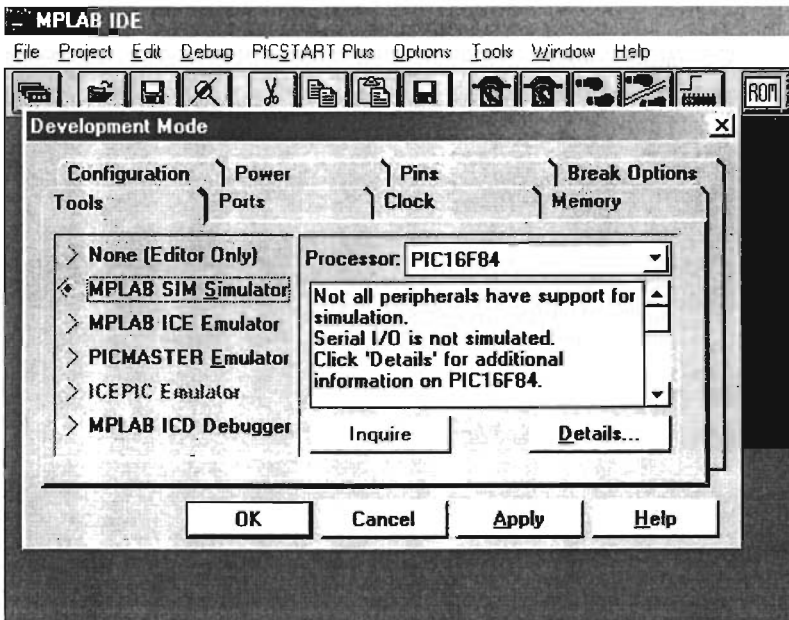 MPLAB IDE
File Project Edit Debug PICSTART Plus Options Tools Window Help
ROM
Development Mode
Configuration Power Pins Break Options
Tools Ports Clock Memory
None (Editor Only)
MPLAB SIM Simulator
MPLAB ICE Emulator
PICMASTER Emulator
ICEPIC Emulator
MPLAB ICD Debugger
Processor: PIC16F84
Not all peripherals have support for
simulation.
Serial I/O is not simulated.
Click 'Details' for additional
information on PIC16F84.
Inquire Details...
OK Cancel Apply Help